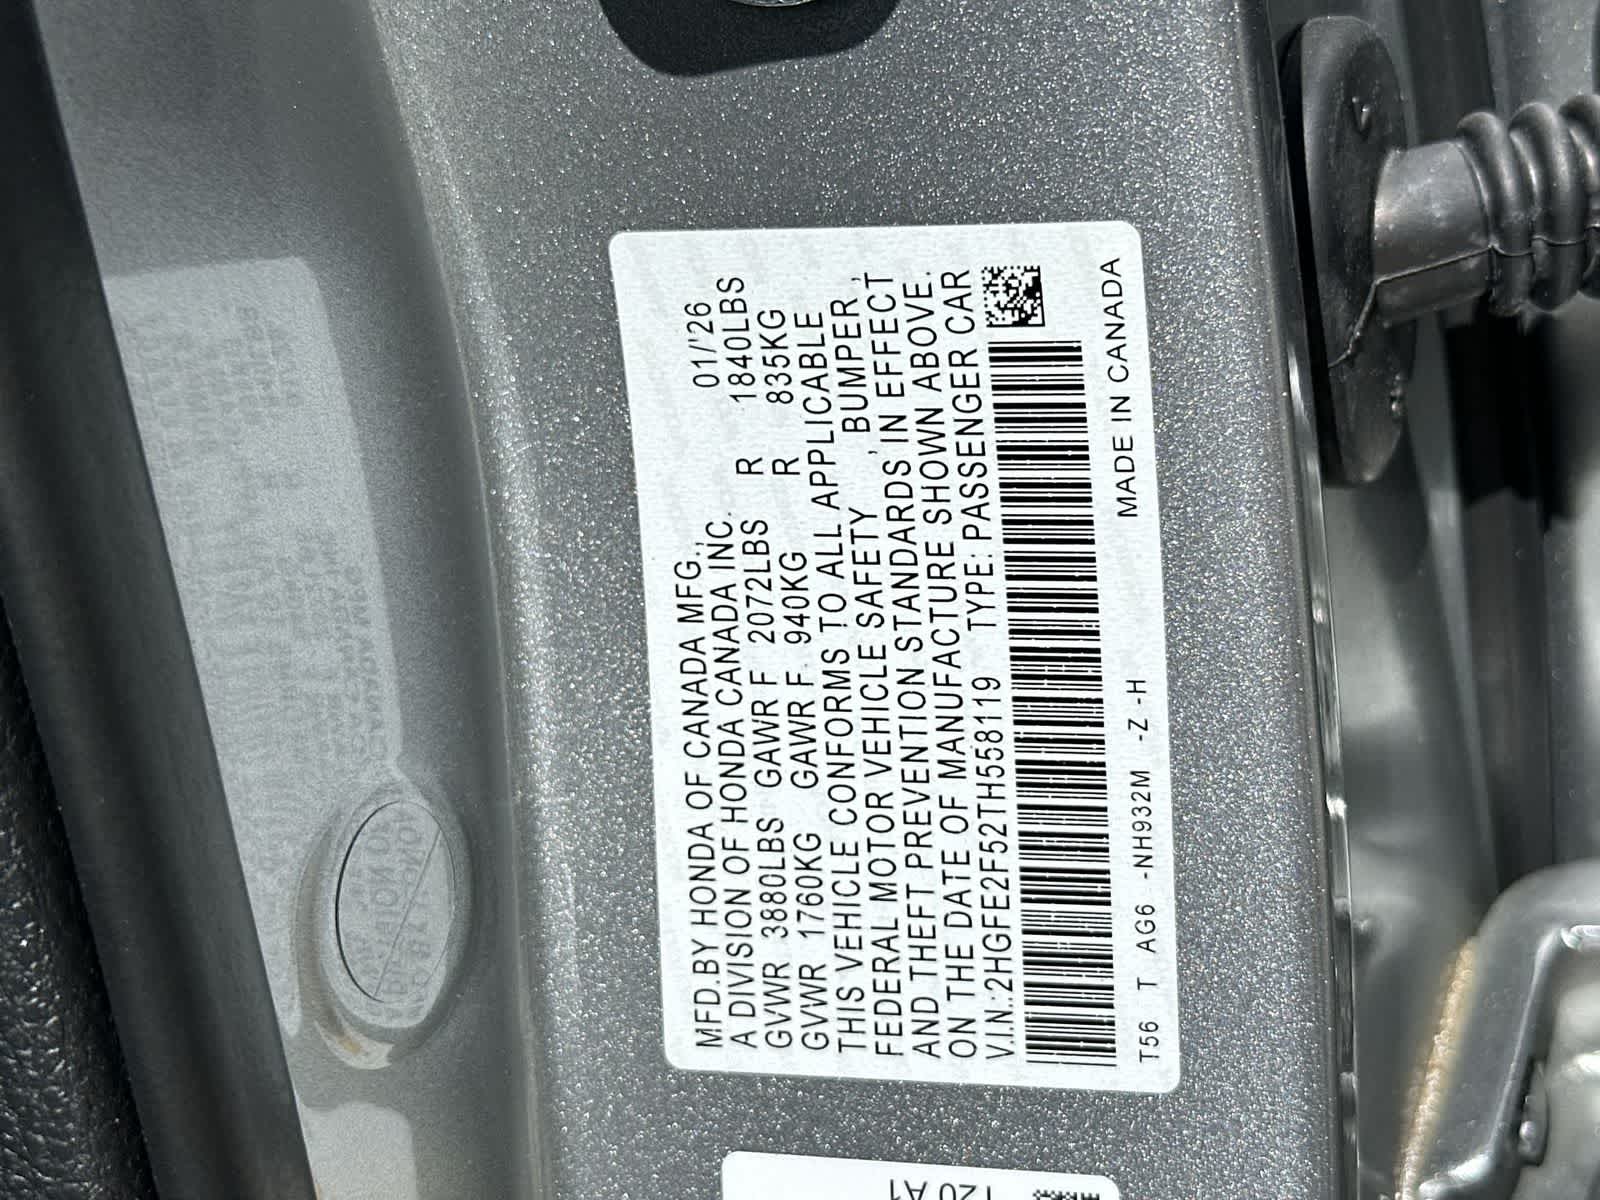 MFD.BY HONDA OF CANADA MFG., 01/'26
A DIVISION OF HONDA CANADA INC.
GVWR 3880LBS GAWR F 2072LBS R 1840LBS
GVWR 1760KG GAWR F 940KG R 835KG
THIS VEHICLE CONFORMS TO ALL APPLICABLE
FEDERAL MOTOR VEHICLE SAFETY , BUMPER ,
AND THEFT PREVENTION STANDARDS IN EFFECT
ON THE DATE OF MANUFACTURE SHOWN ABOVE.
V.I.N.:2HGFE2F52TH558119 TYPE: PASSENGER CAR
T56 T AG6 -NH932M -Z -H MADE IN CANADA